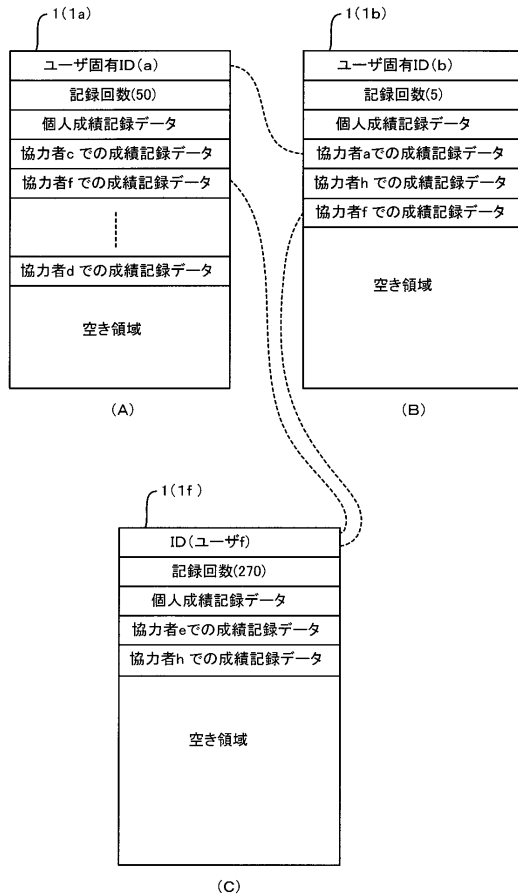 1(1a)
ユーザ固有ID(a)
記録回数(50)
個人成績記録データ
協力者c での成績記録データ
協力者f での成績記録データ
協力者d での成績記録データ
空き領域
(A)
1(1b)
ユーザ固有ID(b)
記録回数(5)
個人成績記録データ
協力者aでの成績記録データ
協力者h での成績記録データ
協力者f での成績記録データ
空き領域
(B)
1(1f)
ID(ユーザf)
記録回数(270)
個人成績記録データ
協力者eでの成績記録データ
協力者h での成績記録データ
空き領域
(C)